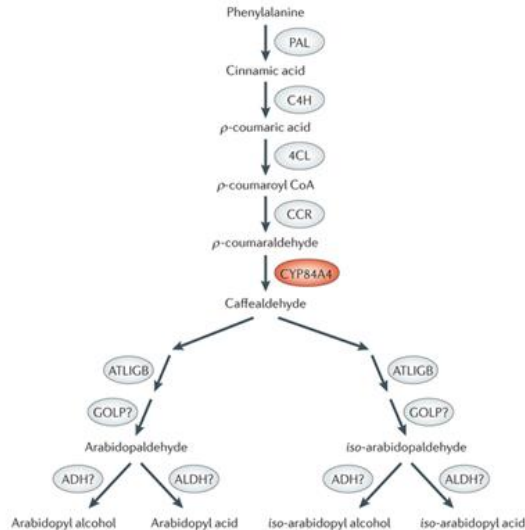 Phenylalanine
PAL
Cinnamic acid
C4H
ρ-coumaric acid
4CL
ρ-coumaroyl CoA
CCR
ρ-coumaraldehyde
CYP84A4
Caffealdehyde
ATLIGB ATLIGB
GOLP? GOLP?
Arabidopaldehyde iso-arabidopaldehyde
ADH? ALDH? ADH? ALDH?
Arabidopyl alcohol Arabidopyl acid iso-arabidopyl alcohol iso-arabidopyl acid